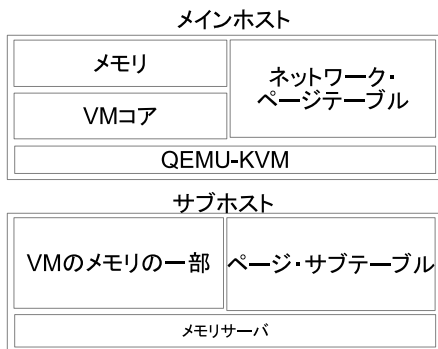 メインホスト
メモリ
ネットワーク・
ページテーブル
VMコア
QEMU-KVM
サブホスト
VMのメモリの一部
ページ・サブテーブル
メモリサーバ